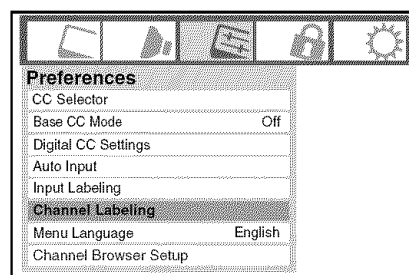 Preferences
CC Selector
Base CC Mode Off
Digital CC Settings
Auto Input
Input Labeling
Channel Labeling
Menu Language English
Channel Browser Setup